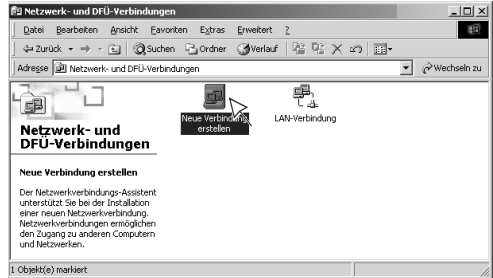 Netzwerk- und DFÜ-Verbindungen
Datei Bearbeiten Ansicht Favoriten Extras Erweitert ?
Zurück Suchen Ordner Verlauf
Adresse Netzwerk- und DFÜ-Verbindungen Wechseln zu
Netzwerk- und
DFÜ-Verbindungen
Neue Verbindung erstellen
Der Netzwerkverbindungs-Assistent
unterstützt Sie bei der Installation
einer neuen Netzwerkverbindung.
Netzwerkverbindungen ermöglichen
den Zugang zu anderen Computern
und Netzwerken.
Neue Verbindung
erstellen
LAN-Verbindung
1 Objekt(e) markiert